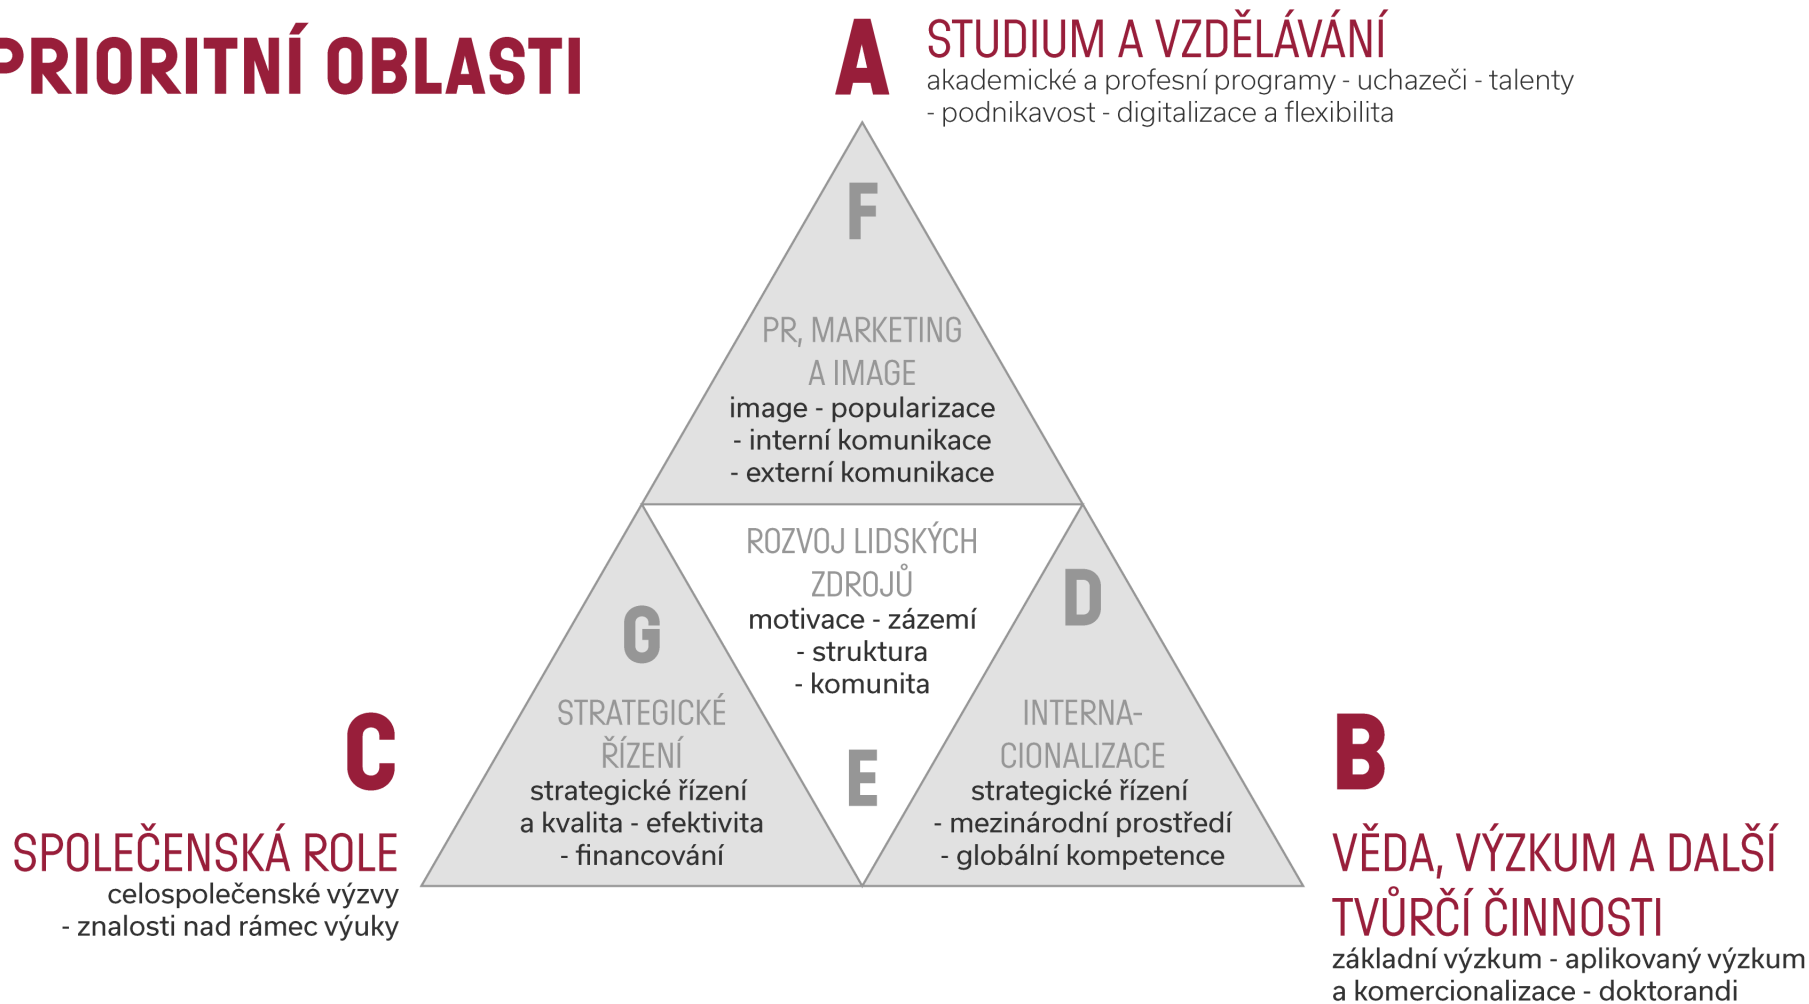 PRIORITNÍ OBLASTI
A
STUDIUM A VZDĚLÁVÁNÍ
akademické a profesní programy - uchazeči - talenty
- podnikavost - digitalizace a flexibilita
F
PR, MARKETING
A IMAGE
image - popularizace
- interní komunikace
- externí komunikace
ROZVOJ LIDSKÝCH
ZDROJŮ
motivace - zázemí
- struktura
- komunita
E
G
STRATEGICKÉ
ŘÍZENÍ
strategické řízení
a kvalita - efektivita
- financování
D
INTERNA-
CIONALIZACE
strategické řízení
- mezinárodní prostředí
- globální kompetence
C
SPOLEČENSKÁ ROLE
celospolečenské výzvy
- znalosti nad rámec výuky
B
VĚDA, VÝZKUM A DALŠÍ
TVŮRČÍ ČINNOSTI
základní výzkum - aplikovaný výzkum
a komercionalizace - doktorandi